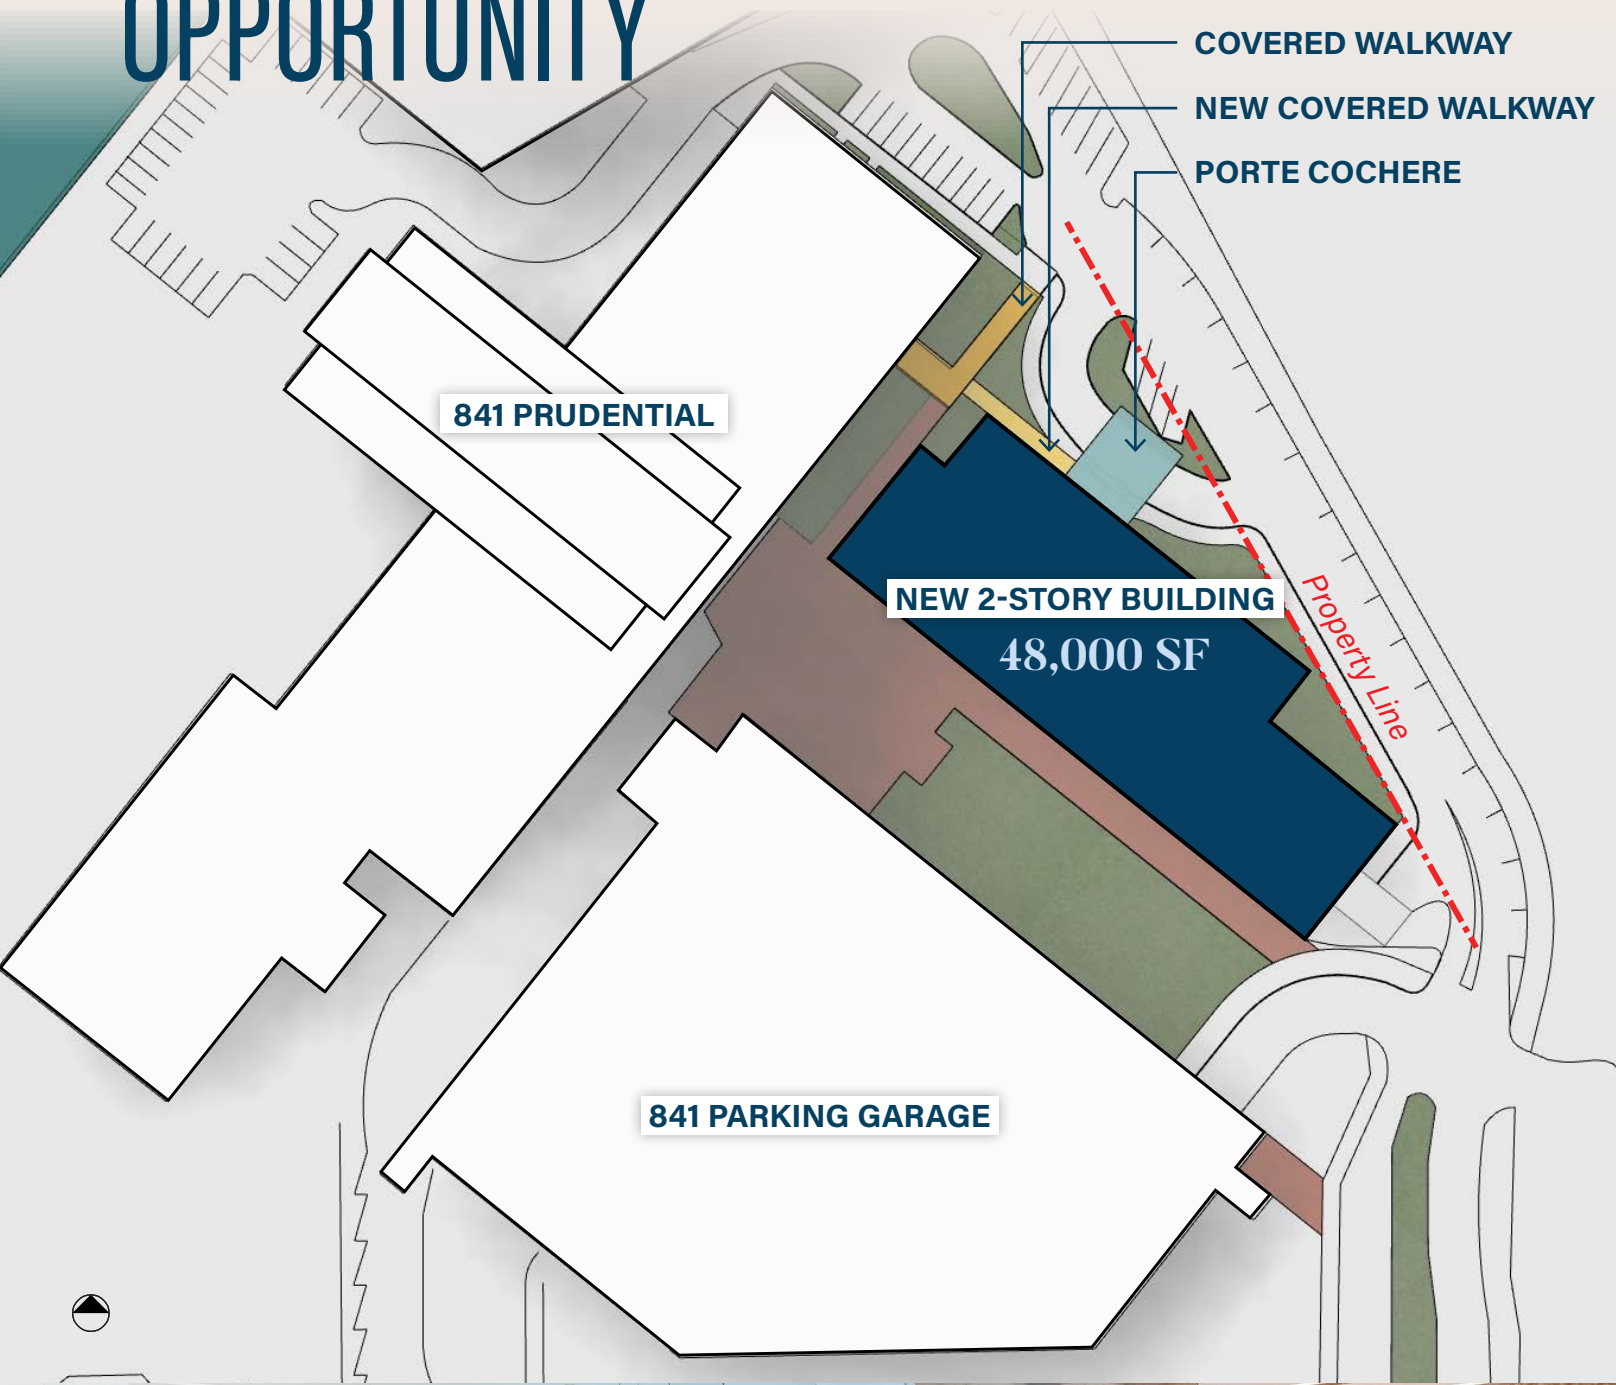 OPPORTUNITY
COVERED WALKWAY
NEW COVERED WALKWAY
PORTE COCHERE
841 PRUDENTIAL
NEW 2-STORY BUILDING
48,000 SF
Property Line
841 PARKING GARAGE